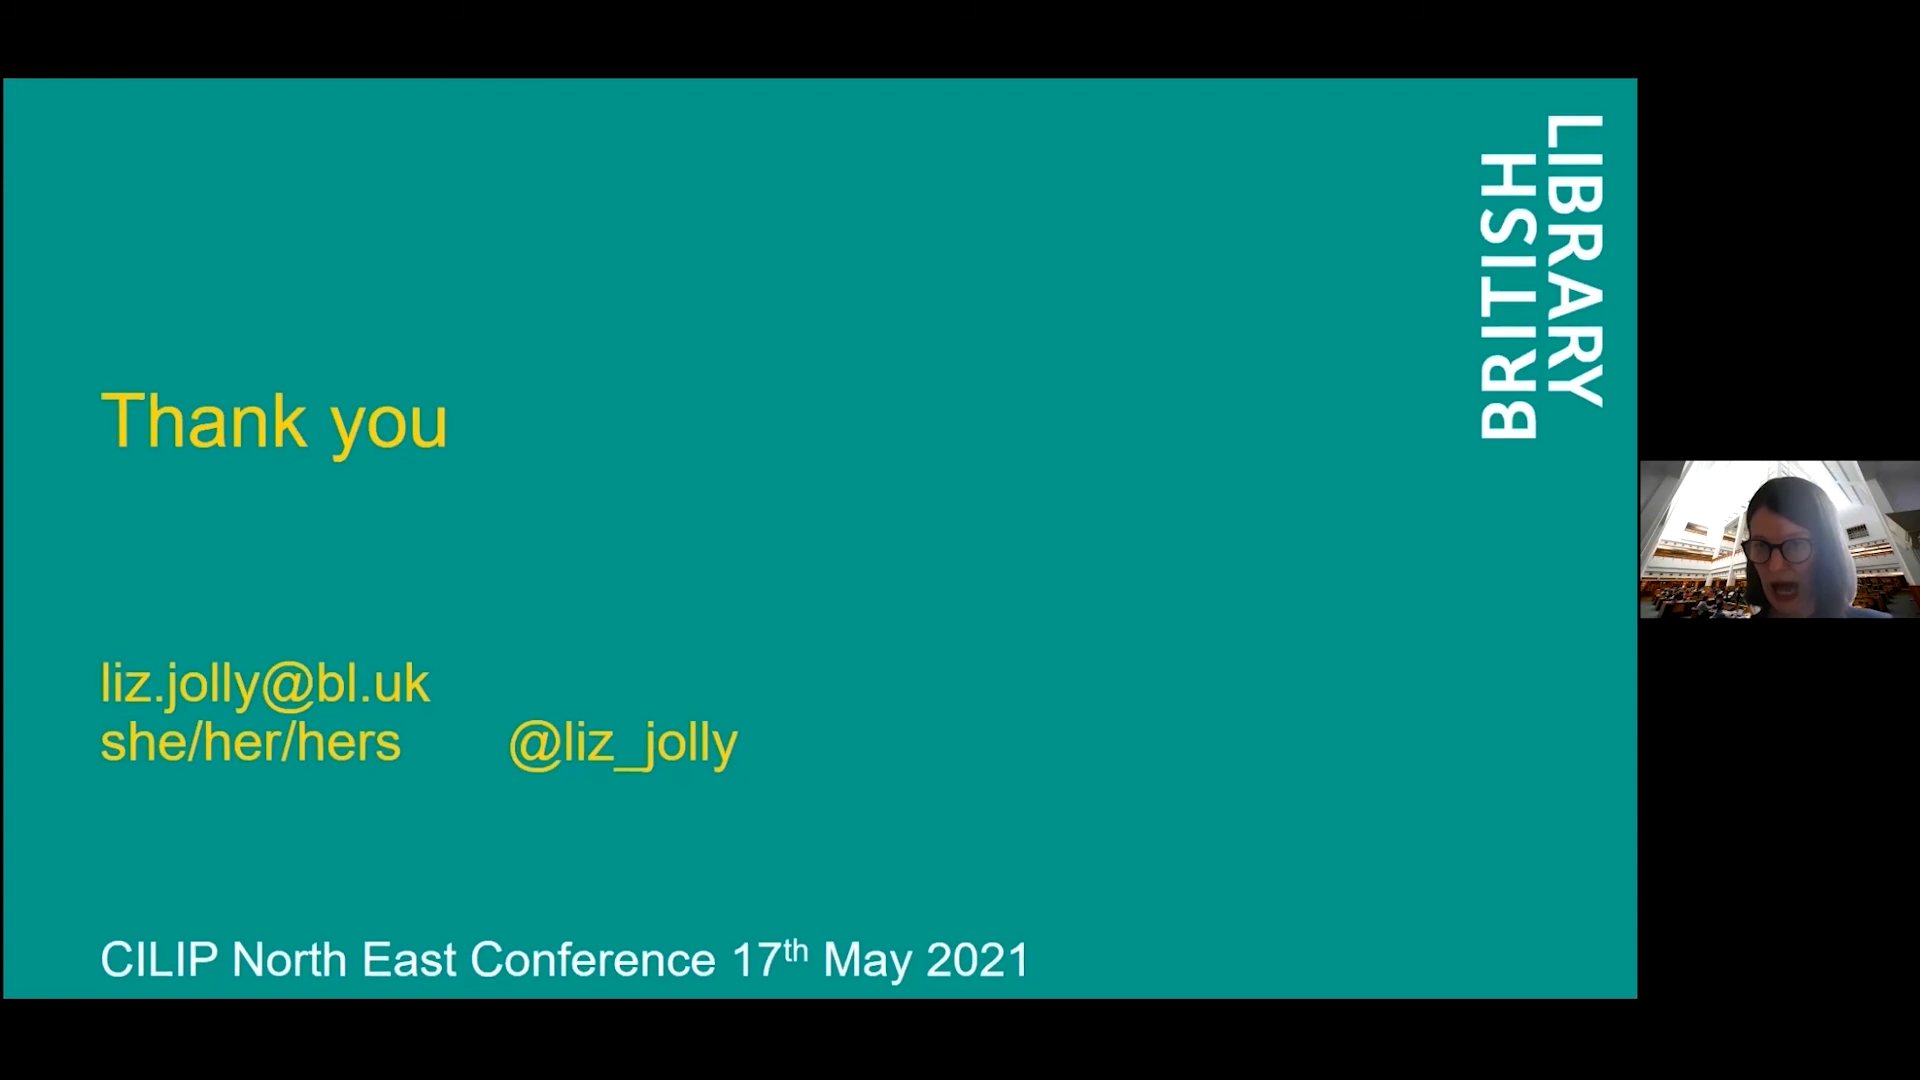 BRITISH
LIBRARY
Thank you
liz.jolly@bl.uk
she/her/hers @liz_jolly
CILIP North East Conference 17th May 2021